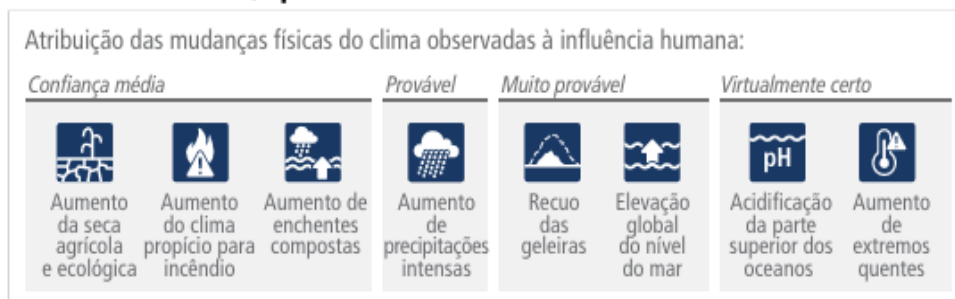 Atribuição das mudanças físicas do clima observadas à influência humana:
Confiança média
Provável
Muito provável
Virtualmente certo
Aumento
da seca
agrícola
e ecológica
Aumento
do clima
propício para
incêndio
Aumento de
enchentes
compostas
Aumento
de
precipitações
intensas
Recuo
das
geleiras
Elevação
global
do nível
do mar
pH
Acidificação
da parte
superior dos
oceanos
Aumento
de
extremos
quentes